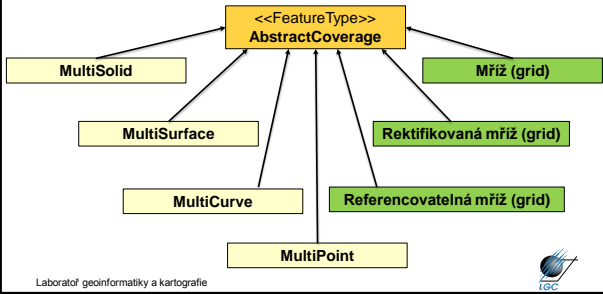 <<FeatureType>>
AbstractCoverage
MultiSolid
Mříž (grid)
MultiSurface
Rektifikovaná mříž (grid)
MultiCurve
Referencovatelná mříž (grid)
MultiPoint
Laboratoř geoinformatiky a kartografie
LGC